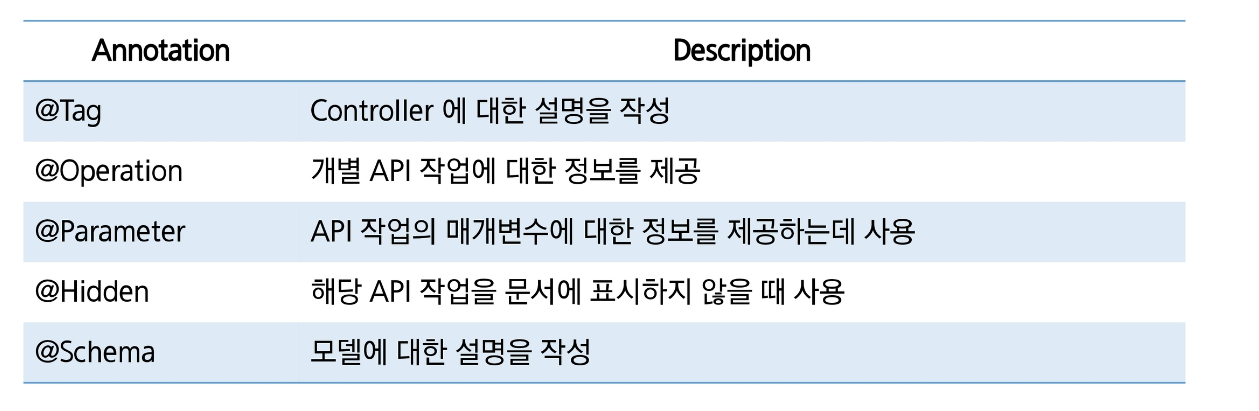 Annotation Description
@Tag Controller 에 대한 설명을 작성
@Operation 개별 API 작업에 대한 정보를 제공
@Parameter API 작업의 매개변수에 대한 정보를 제공하는데 사용
@Hidden 해당 API 작업을 문서에 표시하지 않을 때 사용
@Schema 모델에 대한 설명을 작성